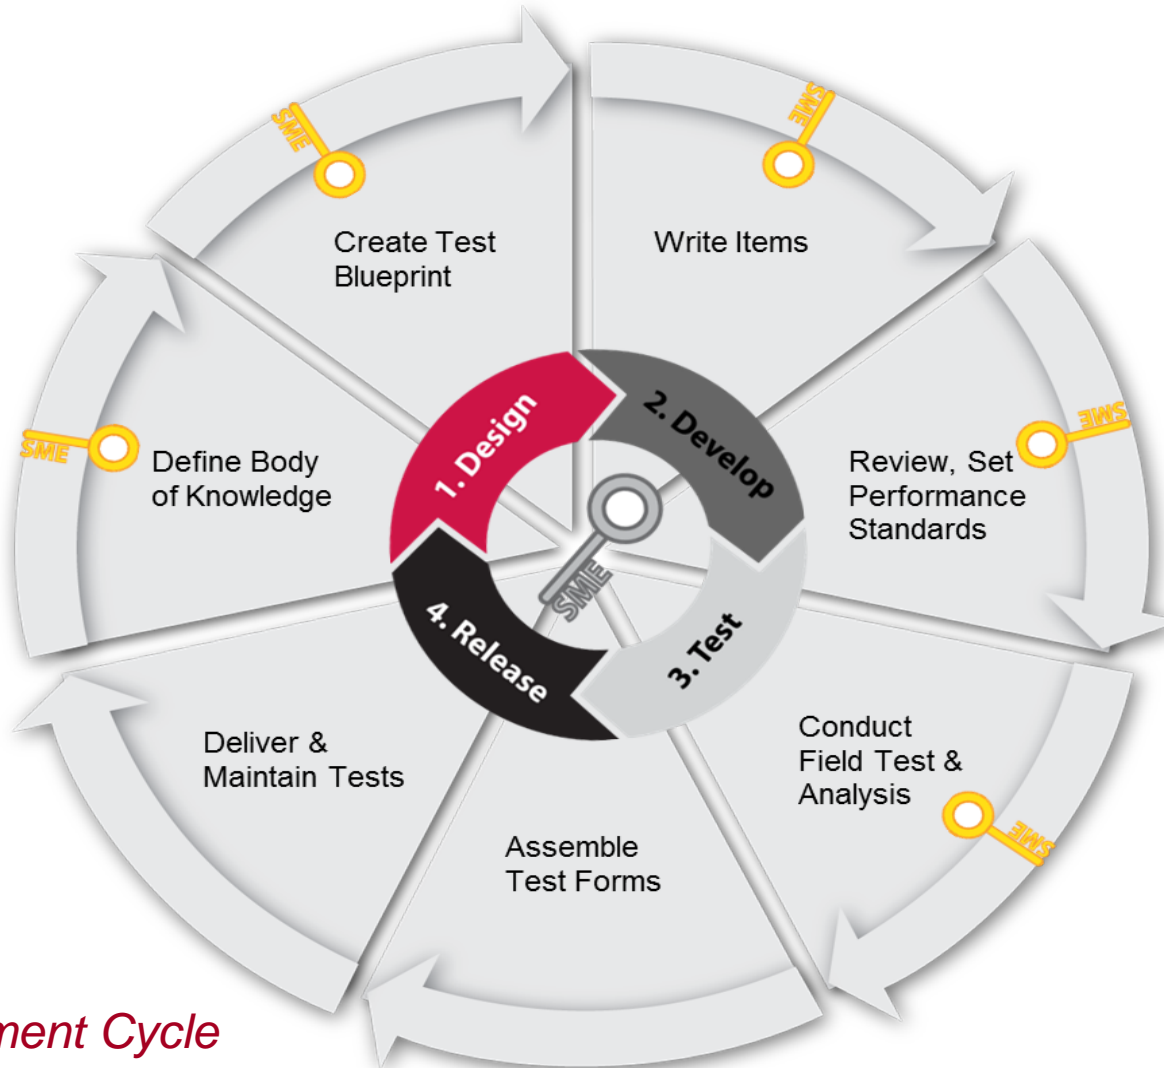 SME
Create Test
Blueprint
SME
Write Items
SME
Define Body
of Knowledge
SME
Review, Set
Performance
Standards
1. Design
2. Develop
3. Test
4. Release
SME
Deliver &
Maintain Tests
Assemble
Test Forms
Conduct
Field Test &
Analysis
SME
Cycle